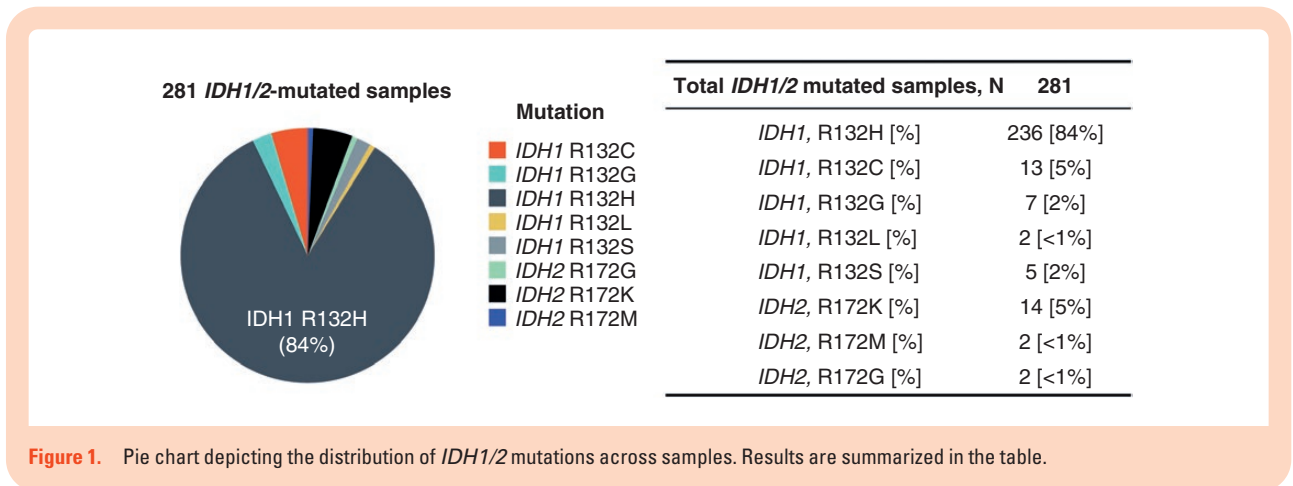 281 IDH1/2-mutated samples
IDH1 R132H
(84%)
Mutation
IDH1 R132C
IDH1 R132G
IDH1 R132H
IDH1 R132L
IDH1 R132S
IDH2 R172G
IDH2 R172K
IDH2 R172M
Total IDH1/2 mutated samples, N 281
IDH1, R132H [%] 236 [84%]
IDH1, R132C [%] 13 [5%]
IDH1, R132G [%] 7 [2%]
IDH1, R132L [%] 2 [<1%]
IDH1, R132S [%] 5 [2%]
IDH2, R172K [%] 14 [5%]
IDH2, R172M [%] 2 [<1%]
IDH2, R172G [%] 2 [<1%]
Figure 1. Pie chart depicting the distribution of IDH1/2 mutations across samples. Results are summarized in the table.